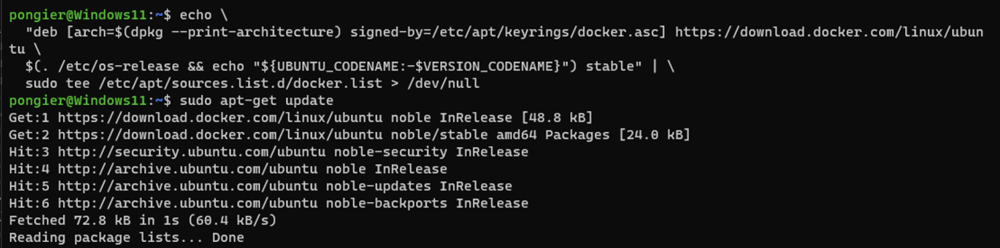 pongier@Windows11:~$ echo \
  "deb [arch=$(dpkg --print-architecture) signed-by=/etc/apt/keyrings/docker.asc] https://download.docker.com/linux/ubun
tu \
  $(. /etc/os-release && echo "${UBUNTU_CODENAME:-$VERSION_CODENAME}") stable" | \
  sudo tee /etc/apt/sources.list.d/docker.list > /dev/null
pongier@Windows11:~$ sudo apt-get update
Get:1 https://download.docker.com/linux/ubuntu noble InRelease [48.8 kB]
Get:2 https://download.docker.com/linux/ubuntu noble/stable amd64 Packages [24.0 kB]
Hit:3 http://security.ubuntu.com/ubuntu noble-security InRelease
Hit:4 http://archive.ubuntu.com/ubuntu noble InRelease
Hit:5 http://archive.ubuntu.com/ubuntu noble-updates InRelease
Hit:6 http://archive.ubuntu.com/ubuntu noble-backports InRelease
Fetched 72.8 kB in 1s (60.4 kB/s)
Reading package lists... Done